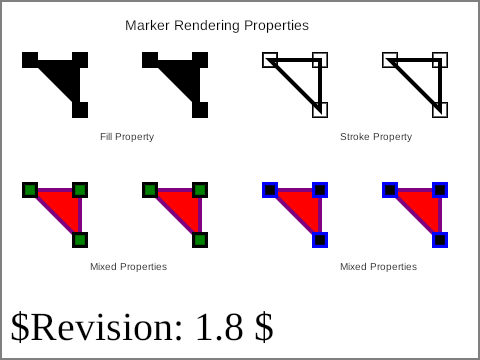 Marker Rendering Properties
Fill Property
Stroke Property
Mixed Properties
Mixed Properties
$Revision: 1.8 $